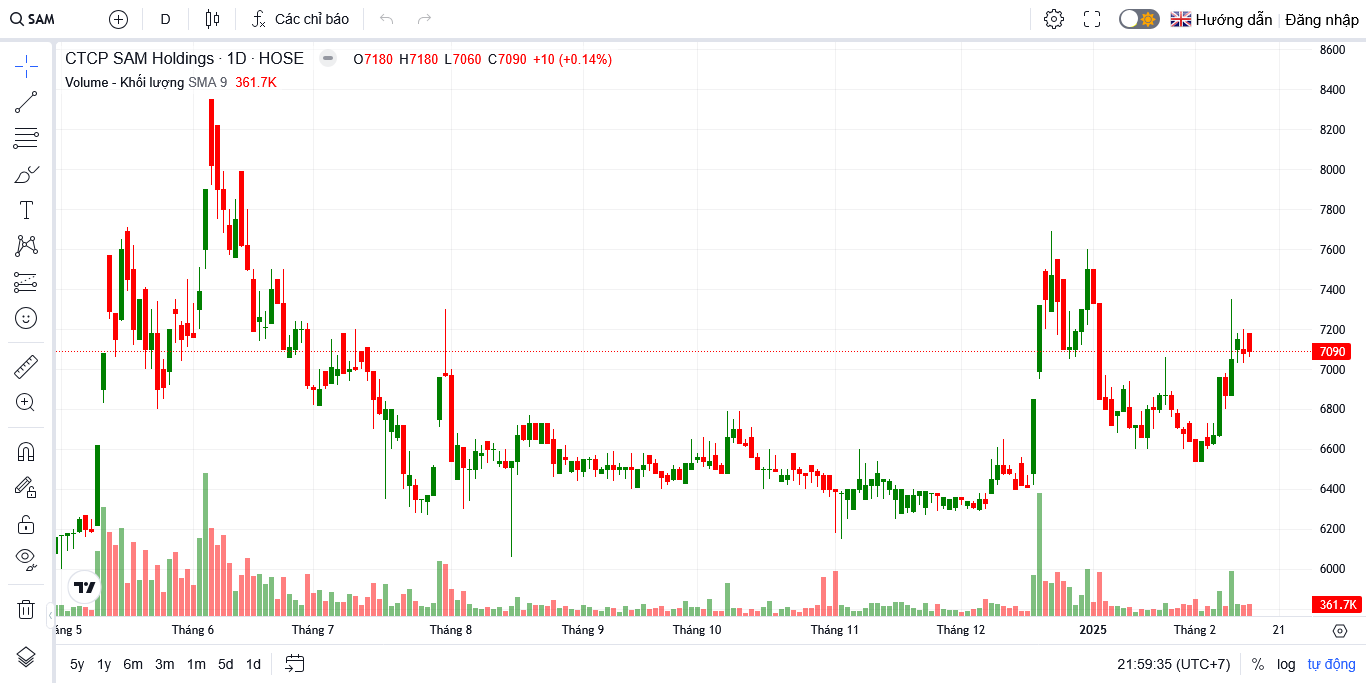 SAM D Các chỉ báo Hướng dẫn Đăng nhập
CTCP SAM Holdings · 1D · HOSE O7180 H7180 L7060 C7090 +10 (+0.14%)
Volume - Khối lượng SMA 9 361.7K
8600
8400
8200
8000
7800
7600
7400
7200
7090
7000
6800
6600
6400
6200
6000
361.7K
áng 5 Tháng 6 Tháng 7 Tháng 8 Tháng 9 Tháng 10 Tháng 11 Tháng 12 2025 Tháng 2 21
5y 1y 6m 3m 1m 5d 1d 21:59:35 (UTC+7) % log tự động